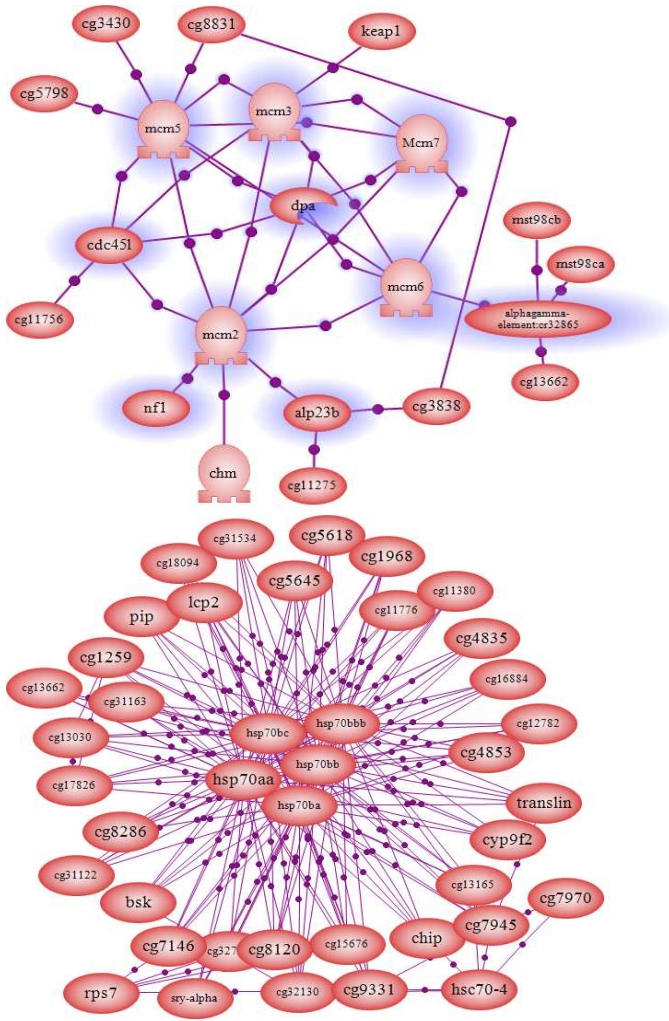 cg3430
cg8831
keap1
cg5798
mcm5
mcm3
Mcm7
dpa
mst98cb
cdc45l
mst98ca
mcm6
alphagamma-
element:cr32865
cg11756
mcm2
cg13662
nf1
alp23b
cg3838
chm
cg11275
cg31534
cg5618
cg18094
cg1968
cg5645
cg11380
lcp2
cg11776
pip
cg4835
cg1259
cg16884
cg13662
cg31163
hsp70bbb
cg12782
hsp70bc
cg13030
cg4853
hsp70bb
hsp70aa
cg17826
translin
hsp70ba
cg8286
cyp9f2
cg31122
cg13165
bsk
cg7970
cg7945
chip
cg15676
cg7146
cg8120
rps7
sry-alpha
cg32130
cg9331
hsc70-4